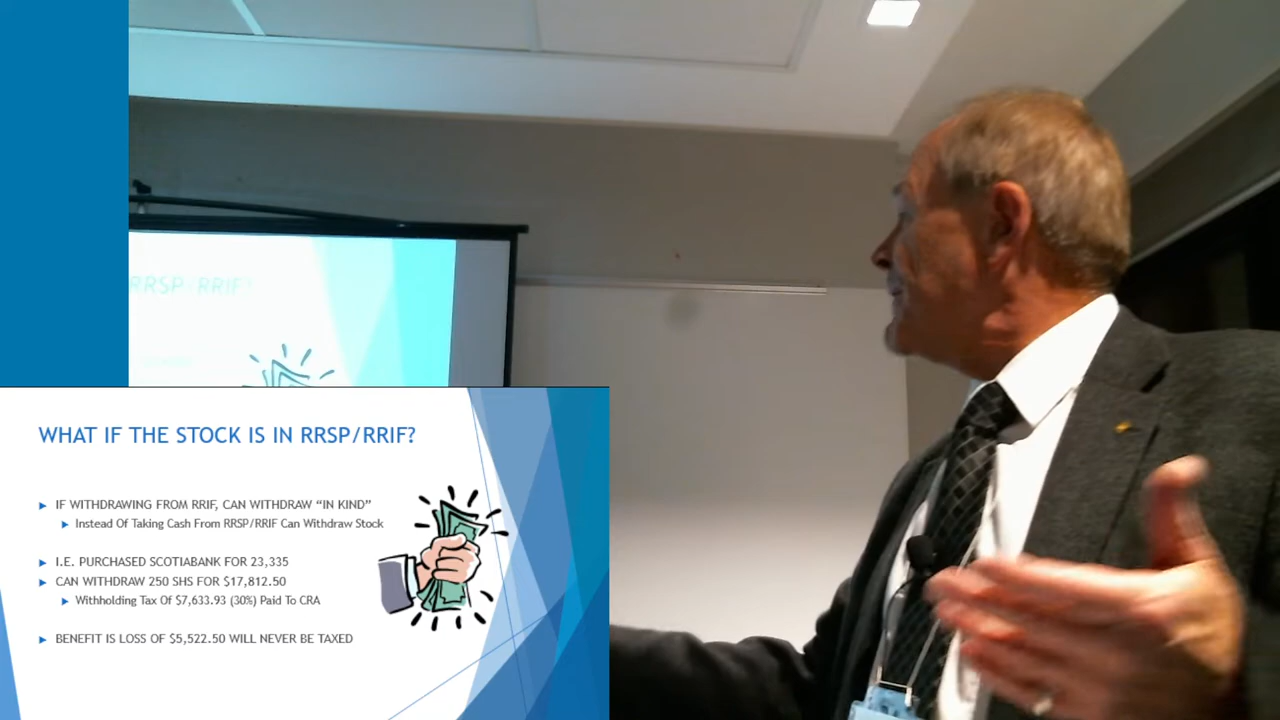 RRSP/RRIF?
WHAT IF THE STOCK IS IN RRSP/RRIF?
IF WITHDRAWING FROM RRIF, CAN WITHDRAW “IN KIND”
Instead Of Taking Cash From RRSP/RRIF Can Withdraw Stock
I.E. PURCHASED SCOTIABANK FOR 23,335
CAN WITHDRAW 250 SHS FOR $17,812.50
Withholding Tax Of $7,633.93 (30%) Paid To CRA
BENEFIT IS LOSS OF $5,522.50 WILL NEVER BE TAXED